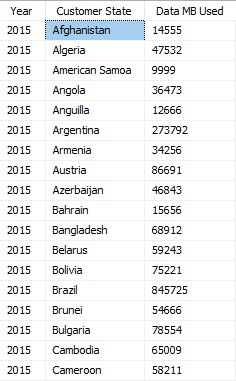 Year Customer State Data MB Used
2015 Afghanistan 14555
2015 Algeria 47532
2015 American Samoa 9999
2015 Angola 36473
2015 Anguilla 12666
2015 Argentina 273792
2015 Armenia 34256
2015 Austria 86691
2015 Azerbaijan 46843
2015 Bahrain 15656
2015 Bangladesh 68912
2015 Belarus 59243
2015 Bolivia 75221
2015 Brazil 845725
2015 Brunei 54666
2015 Bulgaria 78554
2015 Cambodia 65009
2015 Cameroon 58211